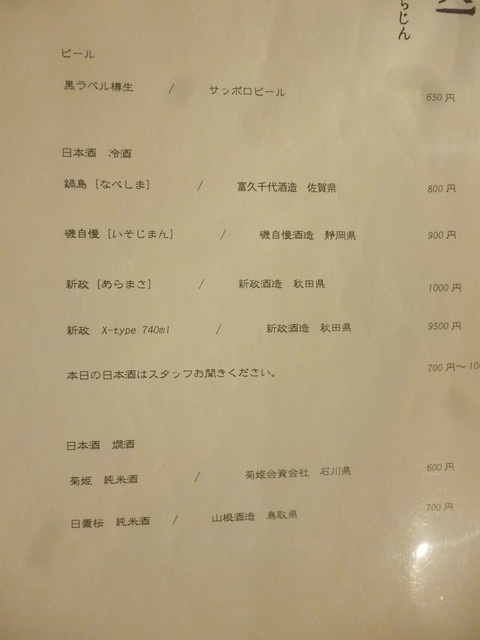 らじん
ビール
黒ラベル樽生 / サッポロビール 650円
日本酒 冷酒
鍋島 [なべしま] / 富久千代酒造 佐賀県 800円
磯自慢 [いそじまん] / 磯自慢酒造 静岡県 900円
新政 [あらまさ] / 新政酒造 秋田県 1000円
新政 X-type 740ml / 新政酒造 秋田県 9500円
本日の日本酒はスタッフお聞きください。 700円～10
日本酒 燗酒
菊姫 純米酒 / 菊姫合資会社 石川県 600円
日置桜 純米酒 / 山根酒造 鳥取県 700円